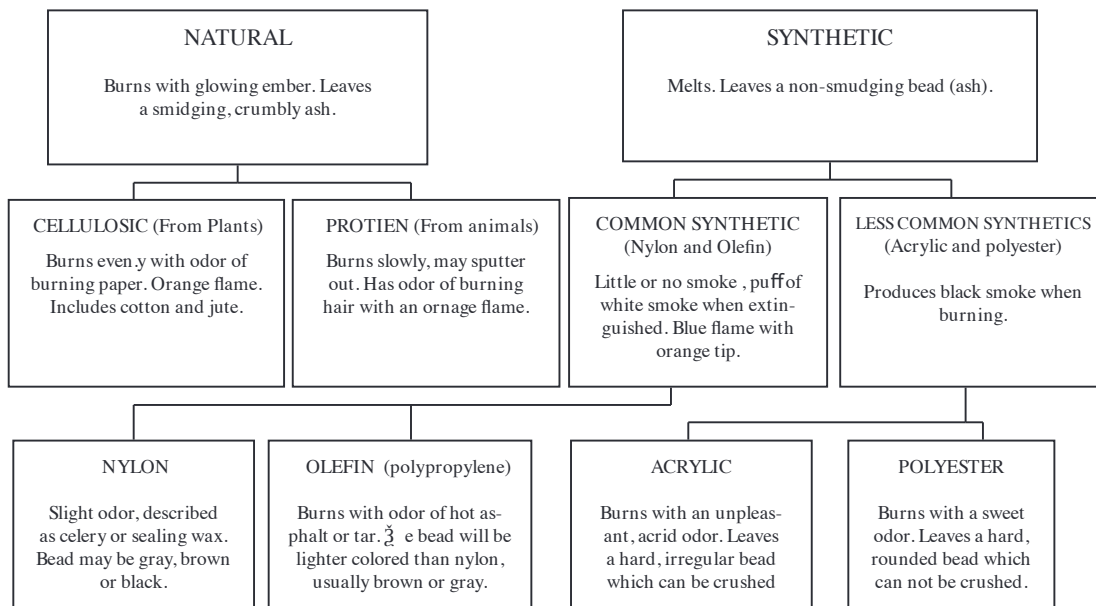 NATURAL
Burns with glowing ember. Leaves
a smidging, crumbly ash.
SYNTHETIC
Melts. Leaves a non-smudging bead (ash).
CELLULOSIC (From Plants)
Burns even.y with odor of
burning paper. Orange flame.
Includes cotton and jute.
PROTIEN (From animals)
Burns slowly, may sputter
out. Has odor of burning
hair with an ornage flame.
COMMON SYNTHETIC
(Nylon and Olefin)
Little or no smoke , puff of
white smoke when extin-
guished. Blue flame with
orange tip.
LESS COMMON SYNTHETICS
(Acrylic and polyester)
Produces black smoke when
burning.
NYLON
Slight odor, described
as celery or sealing wax.
Bead may be gray, brown
or black.
OLEFIN (polypropylene)
Burns with odor of hot as-
phalt or tar. Ǯ e bead will be
lighter colored than nylon,
usually brown or gray.
ACRYLIC
Burns with an unpleas-
ant, acrid odor. Leaves
a hard, irregular bead
which can be crushed
POLYESTER
Burns with a sweet
odor. Leaves a hard,
rounded bead which
can not be crushed.